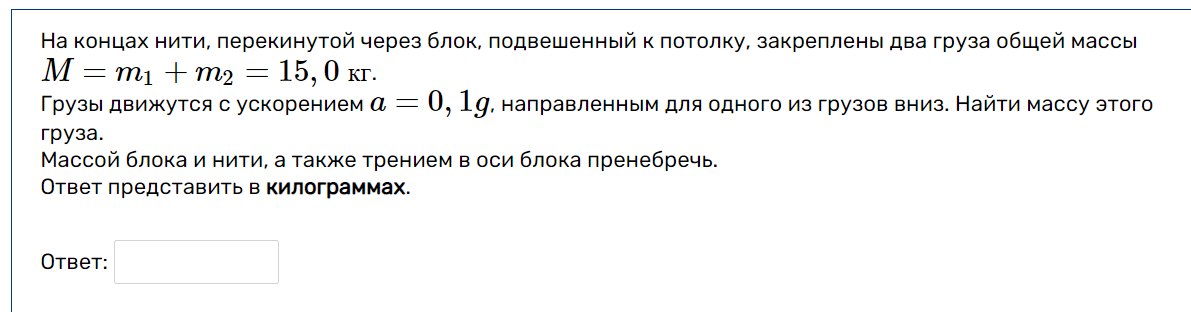 На концах нити, перекинутой через блок, подвешенный к потолку, закреплены два груза общей массы
M = m₁ + m₂ = 15,0 кг.
Грузы движутся с ускорением a = 0,1g, направленным для одного из грузов вниз. Найти массу этого
груза.
Массой блока и нити, а также трением в оси блока пренебречь.
Ответ представить в килограммах.
Ответ: